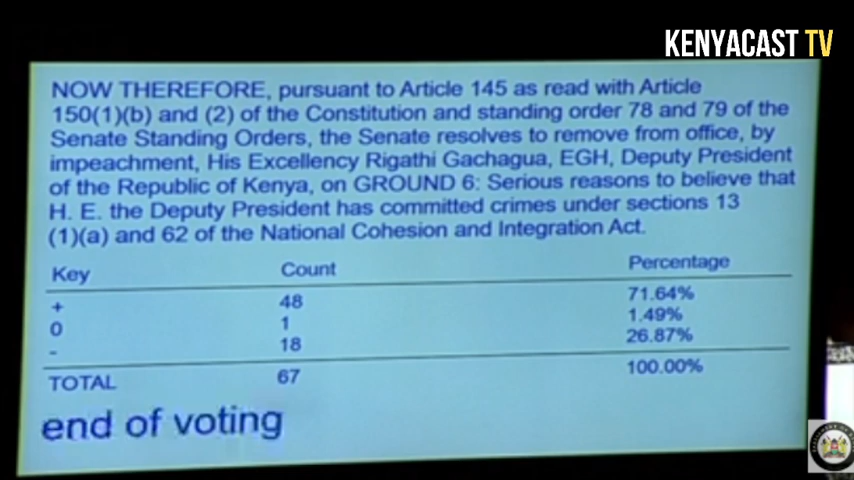 KENYACAST TV
NOW THEREFORE, pursuant to Article 145 as read with Article
150(1)(b) and (2) of the Constitution and standing order 78 and 79 of the
Senate Standing Orders, the Senate resolves to remove from office, by
impeachment, His Excellency Rigathi Gachagua, EGH, Deputy President
of the Republic of Kenya, on GROUND 6: Serious reasons to believe that
H. E. the Deputy President has committed crimes under sections 13
(1)(a) and 62 of the National Cohesion and Integration Act.
Key Count Percentage
+ 48 71.64%
0 1 1.49%
- 18 26.87%
TOTAL 67 100.00%
end of voting